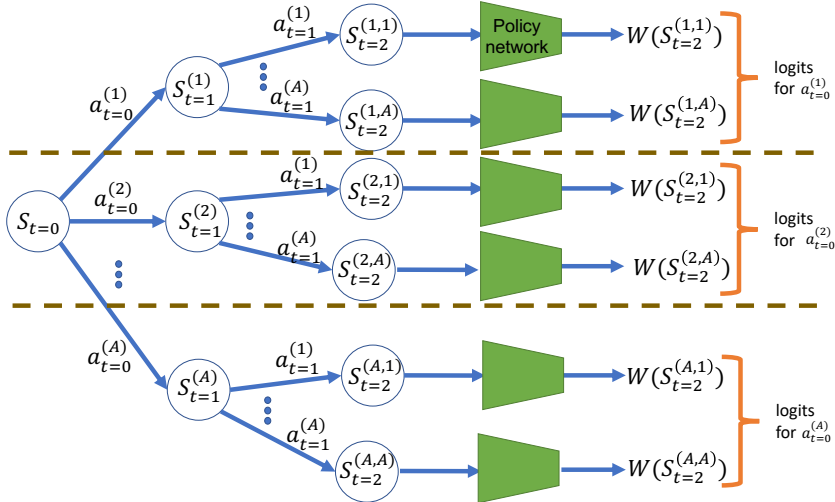 a_{t=0}^{(1)}
S_{t=1}^{(1)}
a_{t=1}^{(1)}
S_{t=2}^{(1,1)}
Policy
network
W(S_{t=2}^{(1,1)})
a_{t=1}^{(A)}
S_{t=2}^{(1,A)}
W(S_{t=2}^{(1,A)})
logits
for a_{t=0}^{(1)}
S_{t=0}
a_{t=0}^{(2)}
S_{t=1}^{(2)}
a_{t=1}^{(1)}
S_{t=2}^{(2,1)}
W(S_{t=2}^{(2,1)})
a_{t=1}^{(A)}
S_{t=2}^{(2,A)}
W(S_{t=2}^{(2,A)})
logits
for a_{t=0}^{(2)}
a_{t=0}^{(A)}
S_{t=1}^{(A)}
a_{t=1}^{(1)}
S_{t=2}^{(A,1)}
W(S_{t=2}^{(A,1)})
a_{t=1}^{(A)}
S_{t=2}^{(A,A)}
W(S_{t=2}^{(A,A)})
logits
for a_{t=0}^{(A)}